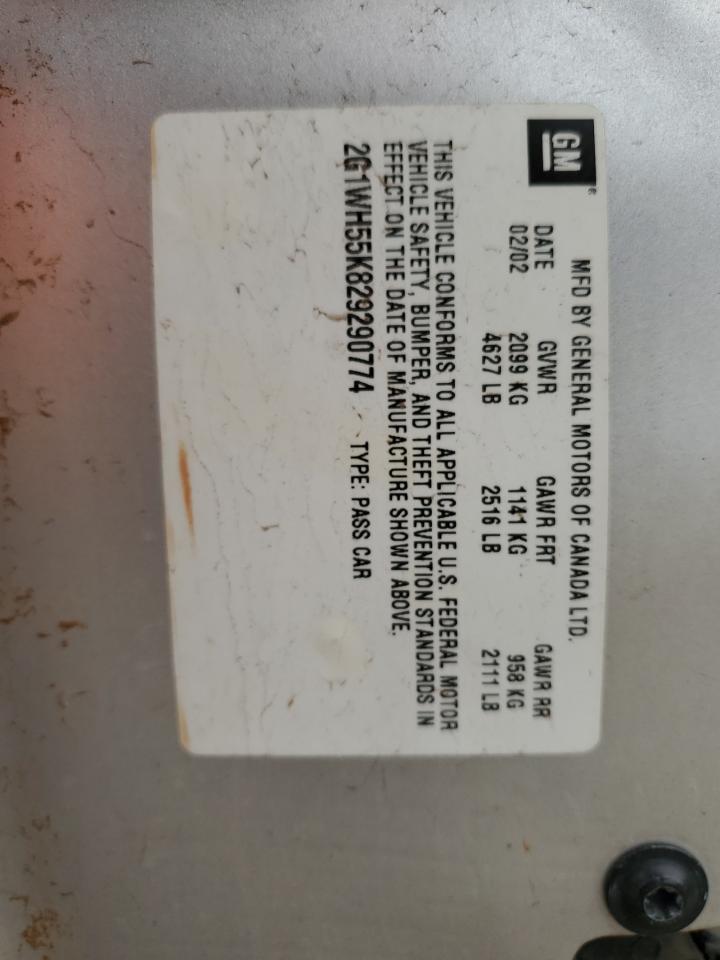 GM®
MFD BY GENERAL MOTORS OF CANADA LTD.
DATE GVWR GAWR FRT GAWR RR
02/02 2099 KG 1141 KG 958 KG
4627 LB 2516 LB 2111 LB
THIS VEHICLE CONFORMS TO ALL APPLICABLE U.S. FEDERAL MOTOR
VEHICLE SAFETY, BUMPER, AND THEFT PREVENTION STANDARDS IN
EFFECT ON THE DATE OF MANUFACTURE SHOWN ABOVE.
2G1WH55K829290774 TYPE: PASS CAR